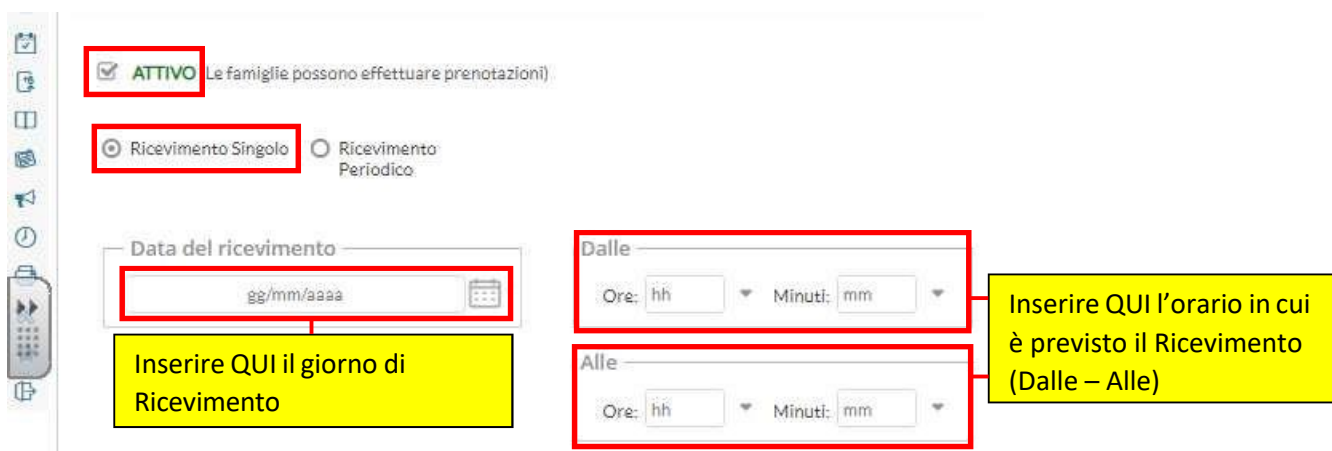 ATTIVO Le famiglie possono effettuare prenotazioni)
Ricevimento Singolo
Ricevimento
Periodico
Data del ricevimento
gg/mm/aaaa
Dalle
Ore: hh Minuti: mm
Alle
Ore: hh Minuti: mm
Inserire QUI il giorno di
Ricevimento
Inserire QUI l’orario in cui
è previsto il Ricevimento
(Dalle – Alle)